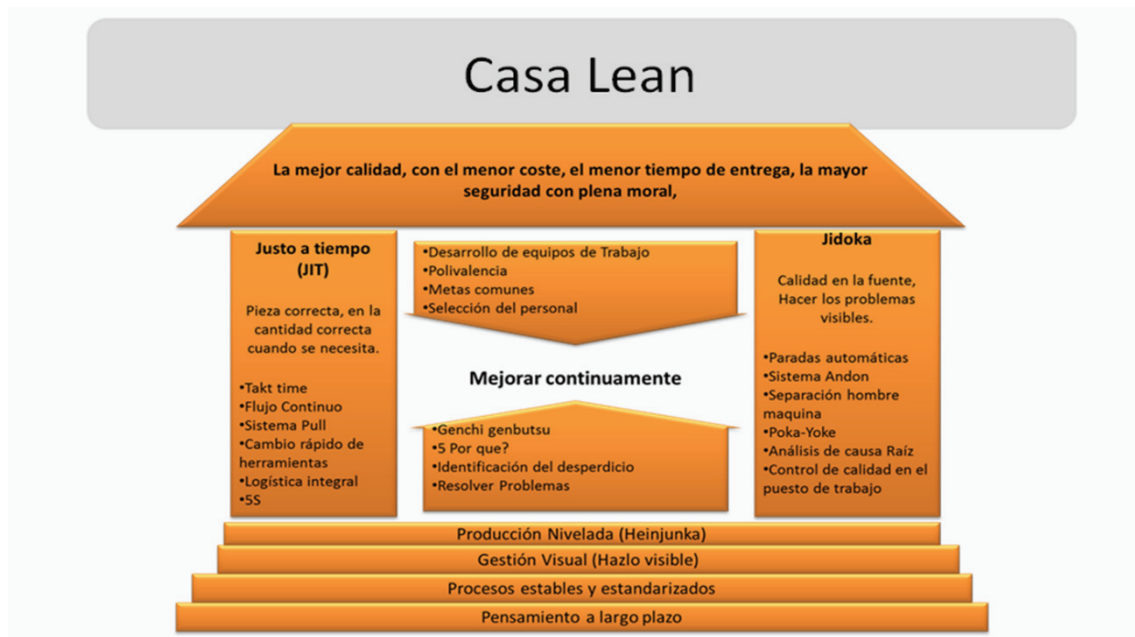 Casa Lean
La mejor calidad, con el menor coste, el menor tiempo de entrega, la mayor
seguridad con plena moral,
Justo a tiempo
(JIT)
Pieza correcta, en la
cantidad correcta
cuando se necesita.
•Takt time
•Flujo Continuo
•Sistema Pull
•Cambio rápido de
herramientas
•Logística integral
•5S
•Desarrollo de equipos de Trabajo
•Polivalencia
•Metas comunes
•Selección del personal
Mejorar continuamente
•Genchi genbutsu
•5 Por que?
•Identificación del desperdicio
•Resolver Problemas
Jidoka
Calidad en la fuente,
Hacer los problemas
visibles.
•Paradas automáticas
•Sistema Andon
•Separación hombre
maquina
•Poka-Yoke
•Análisis de causa Raíz
•Control de calidad en el
puesto de trabajo
Producción Nivelada (Heinjunka)
Gestión Visual (Hazlo visible)
Procesos estables y estandarizados
Pensamiento a largo plazo